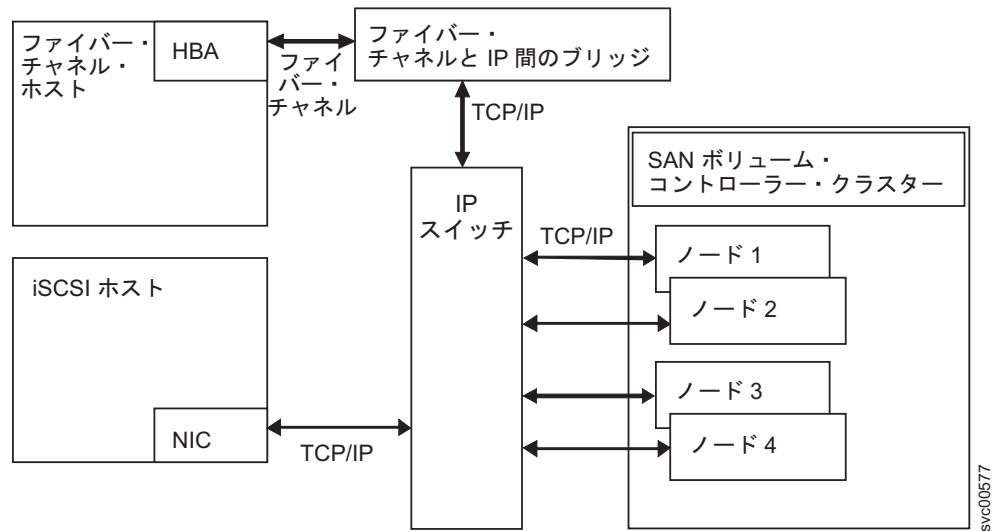 ファイバー・
チャネル・
ホスト
HBA
ファイ
バー・
チャネル
ファイバー・
チャネルと IP 間のブリッジ
TCP/IP
IP
スイッチ
SAN ボリューム・
コントローラー・クラスター
TCP/IP
ノード 1
ノード 2
ノード 3
ノード 4
iSCSI ホスト
NIC
TCP/IP
svc00577